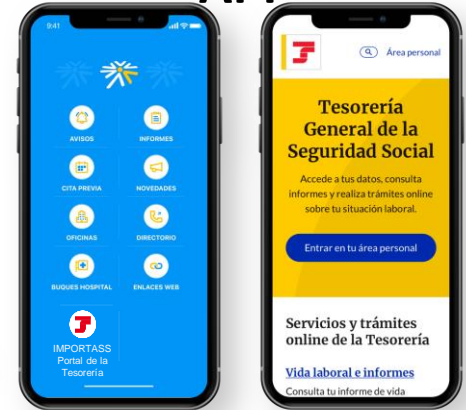 9:41
AVISOS
INFORMES
CITA PREVIA
NOVEDADES
OFICINAS
DIRECTORIO
BUQUES HOSPITAL
ENLACES WEB
IMPORTASS
Portal de la
Tesorería
Área personal
Tesorería
General de la
Seguridad Social
Accede a tus datos, consulta
informes y realiza trámites online
sobre tu situación laboral.
Entrar en tu área personal
Servicios y trámites
online de la Tesorería
Vida laboral e informes
Consulta tu informe de vida